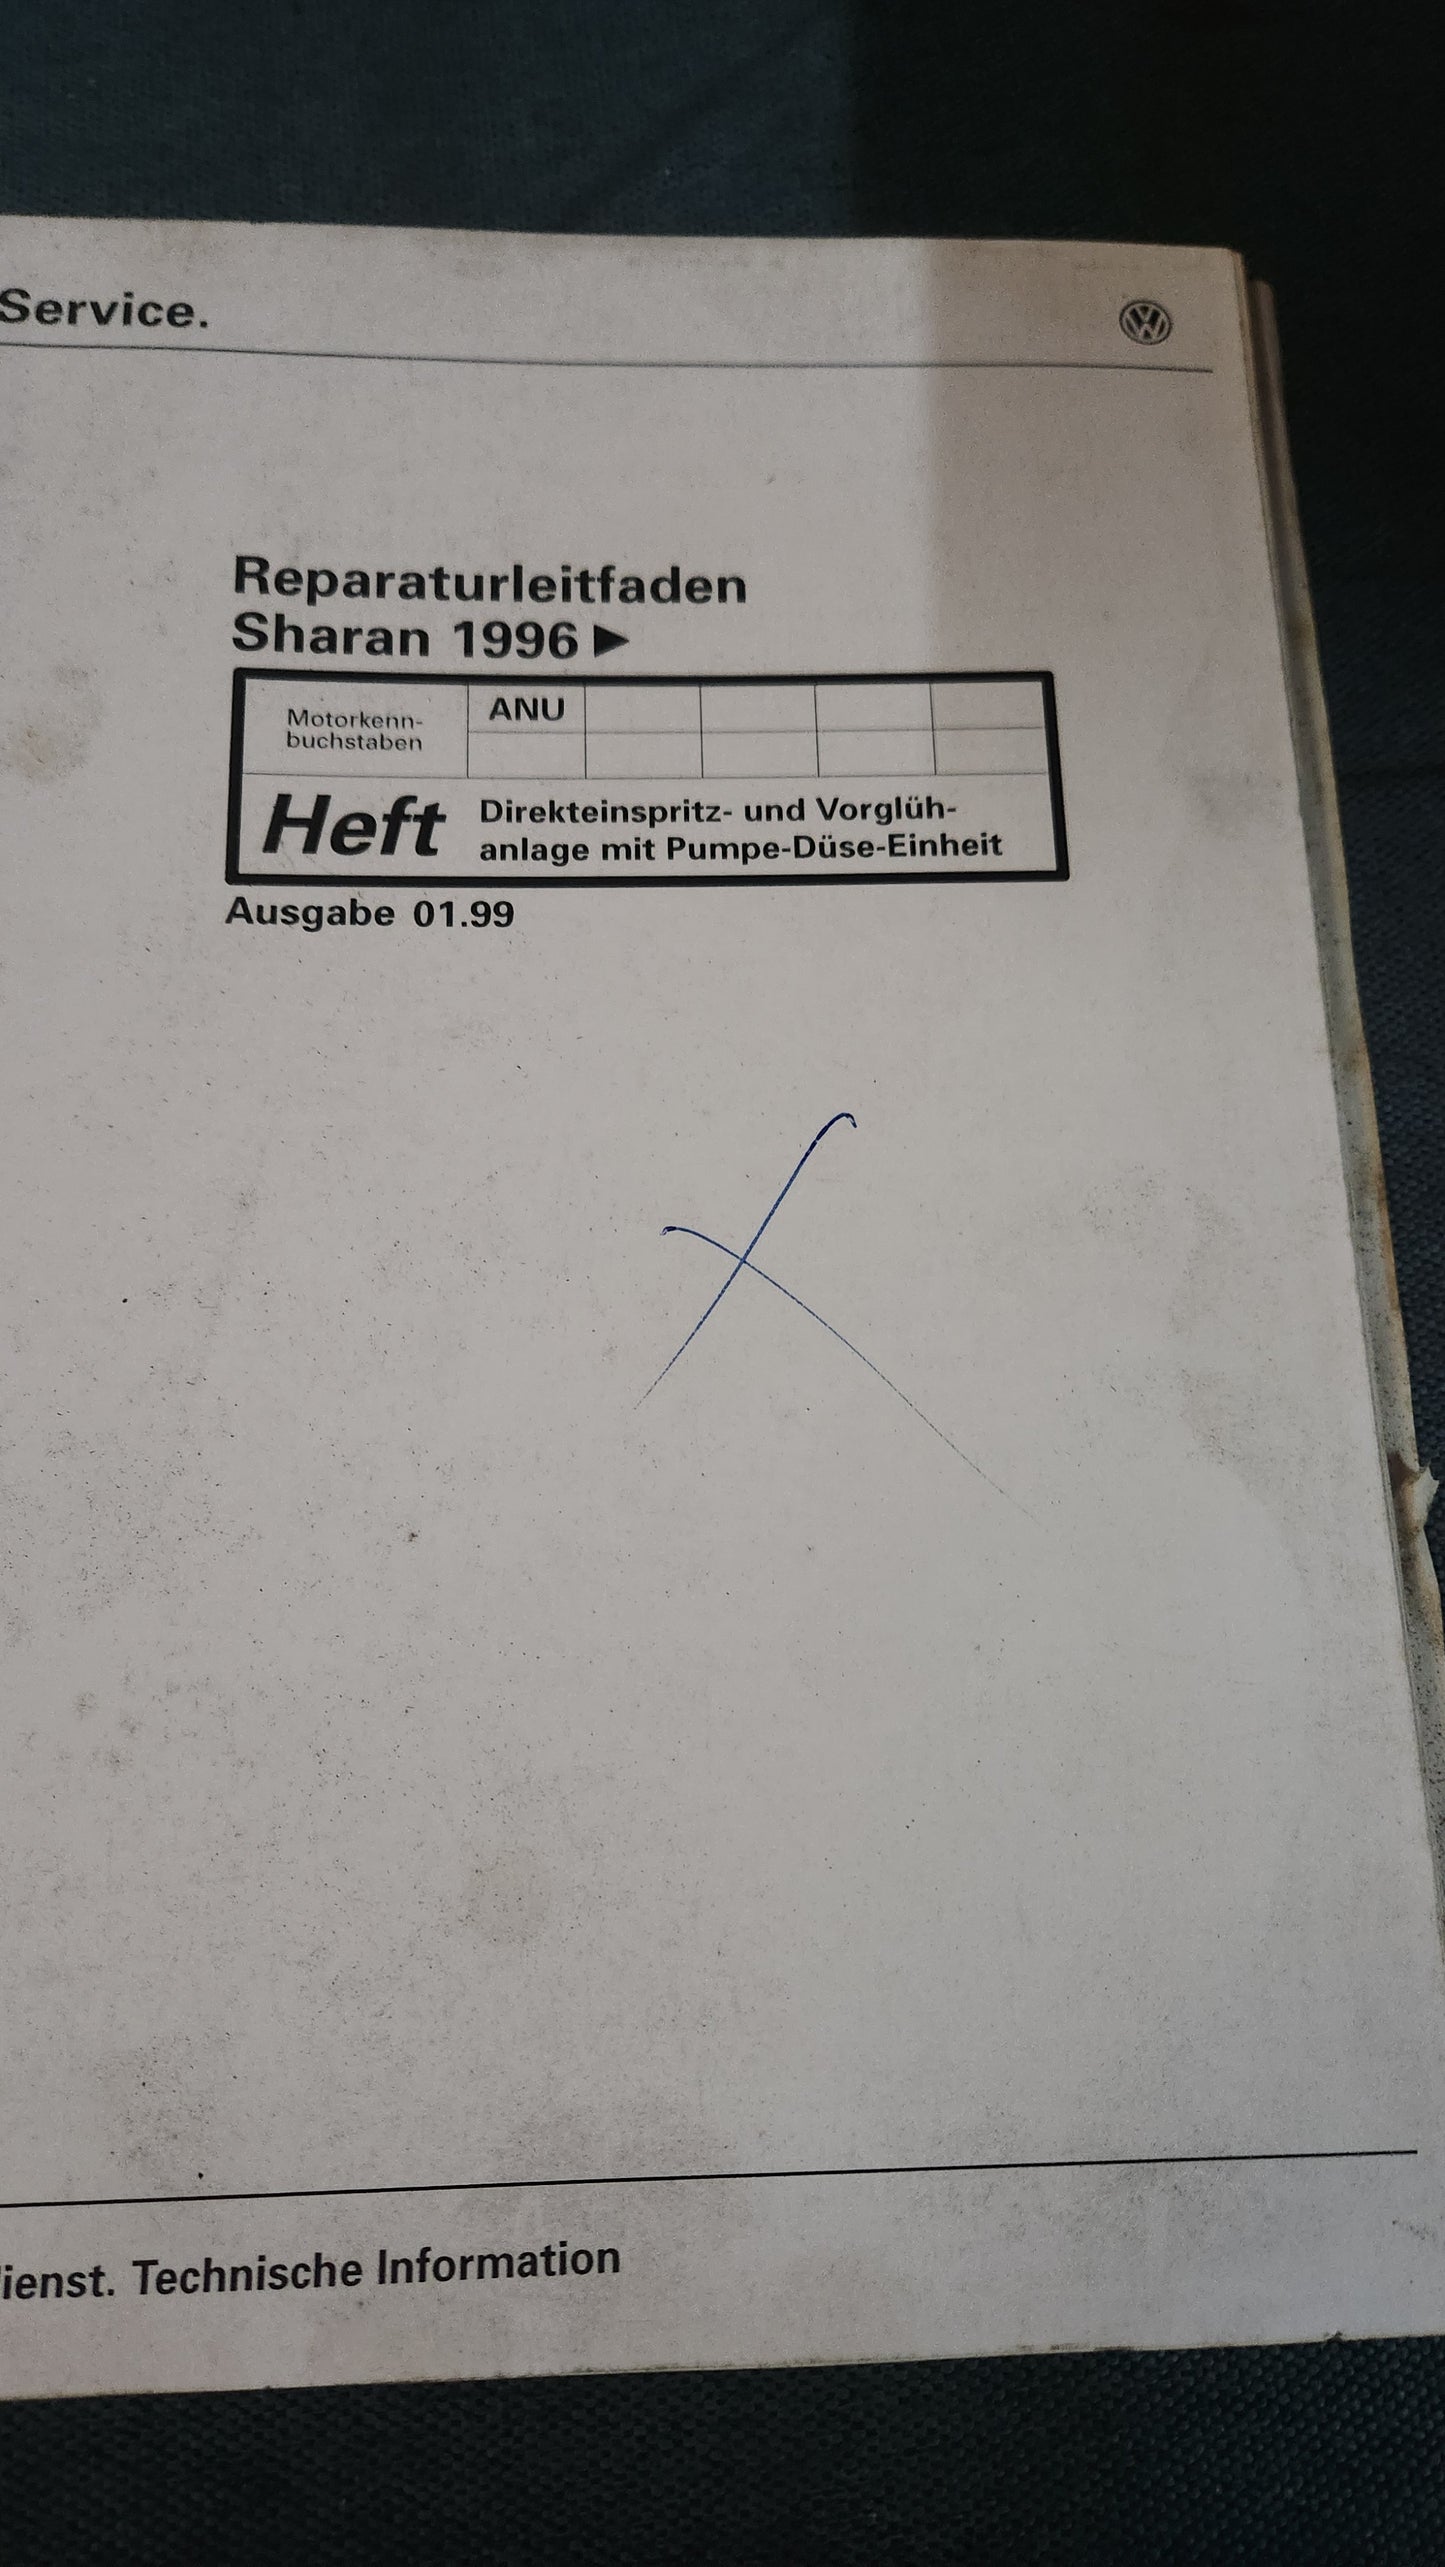 Service.
Reparaturleitfaden
Sharan 1996 ►
Motorkenn-
buchstaben
ANU
Heft
Direkteinspritz- und Vorglüh-
anlage mit Pumpe-Düse-Einheit
Ausgabe 01.99
ienst. Technische Information